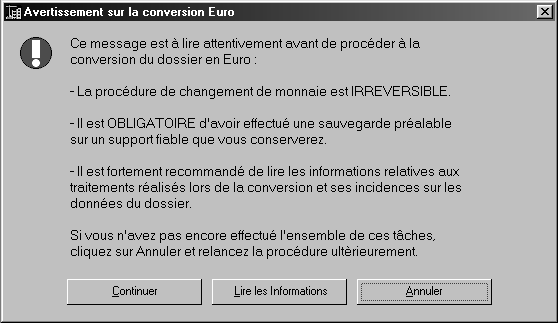 Avertissement sur la conversion Euro
Ce message est à lire attentivement avant de procéder à la
conversion du dossier en Euro :
- La procédure de changement de monnaie est IRREVERSIBLE.
- Il est OBLIGATOIRE d'avoir effectué une sauvegarde préalable
sur un support fiable que vous conserverez.
- Il est fortement recommandé de lire les informations relatives aux
traitements réalisés lors de la conversion et ses incidences sur les
données du dossier.
Si vous n'avez pas encore effectué l'ensemble de ces tâches,
cliquez sur Annuler et relancez la procédure ultèrieurement.
Continuer
Lire les Informations
Annuler